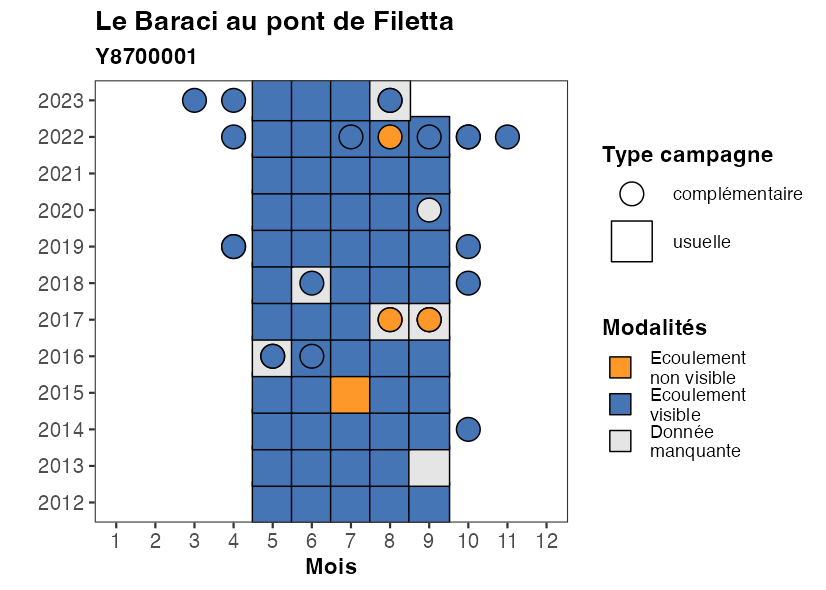 Le Baraci au pont de Filetta
Y8700001
2023
2022
2021
2020
2019
2018
2017
2016
2015
2014
2013
2012
1 2 3 4 5 6 7 8 9 10 11 12
Mois
Type campagne
complémentaire
usuelle
Modalités
Ecoulement
non visible
Ecoulement
visible
Donnée
manquante